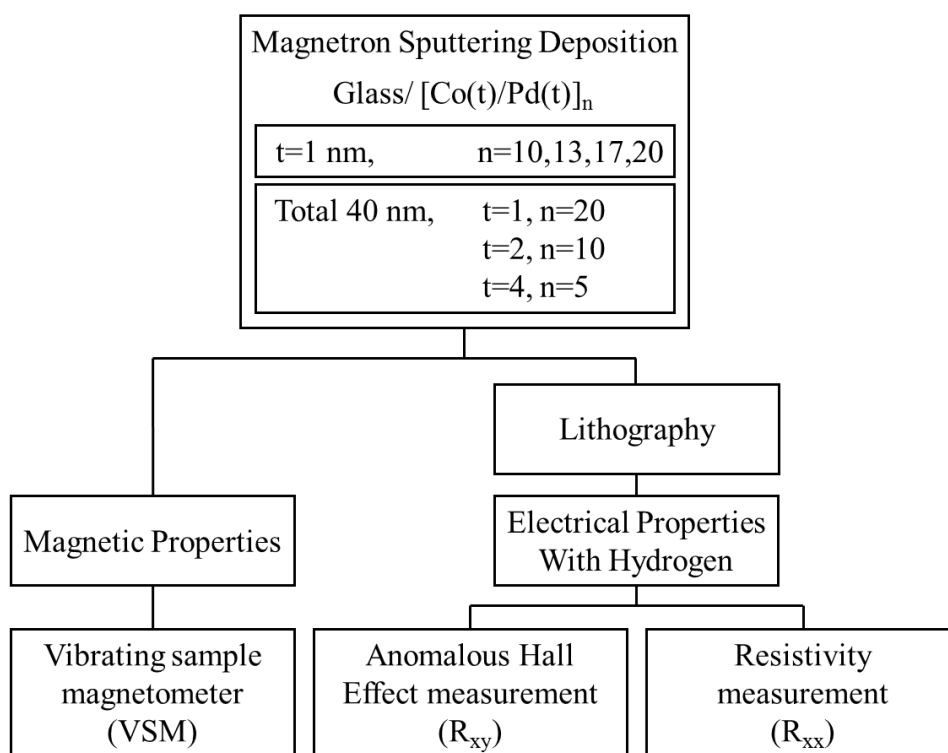 Magnetron Sputtering Deposition
Glass/ [Co(t)/Pd(t)]n
t=1 nm, n=10,13,17,20
Total 40 nm, t=1, n=20
t=2, n=10
t=4, n=5
Lithography
Magnetic Properties
Electrical Properties
With Hydrogen
Vibrating sample
magnetometer
(VSM)
Anomalous Hall
Effect measurement
(Rxy)
Resistivity
measurement
(Rxx)